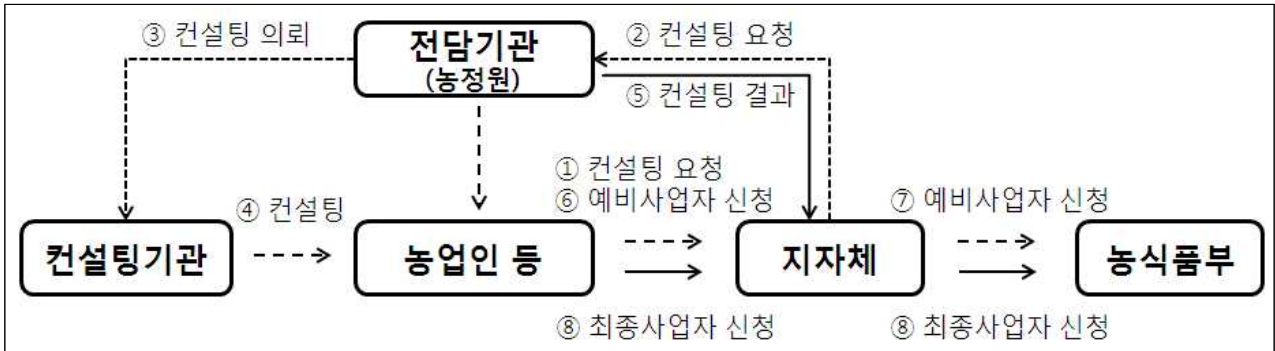 ③ 컨설팅 의뢰
전담기관
(농정원)
② 컨설팅 요청
⑤ 컨설팅 결과
① 컨설팅 요청
⑥ 예비사업자 신청
⑦ 예비사업자 신청
④ 컨설팅
컨설팅기관
농업인 등
지자체
농식품부
⑧ 최종사업자 신청
⑧ 최종사업자 신청